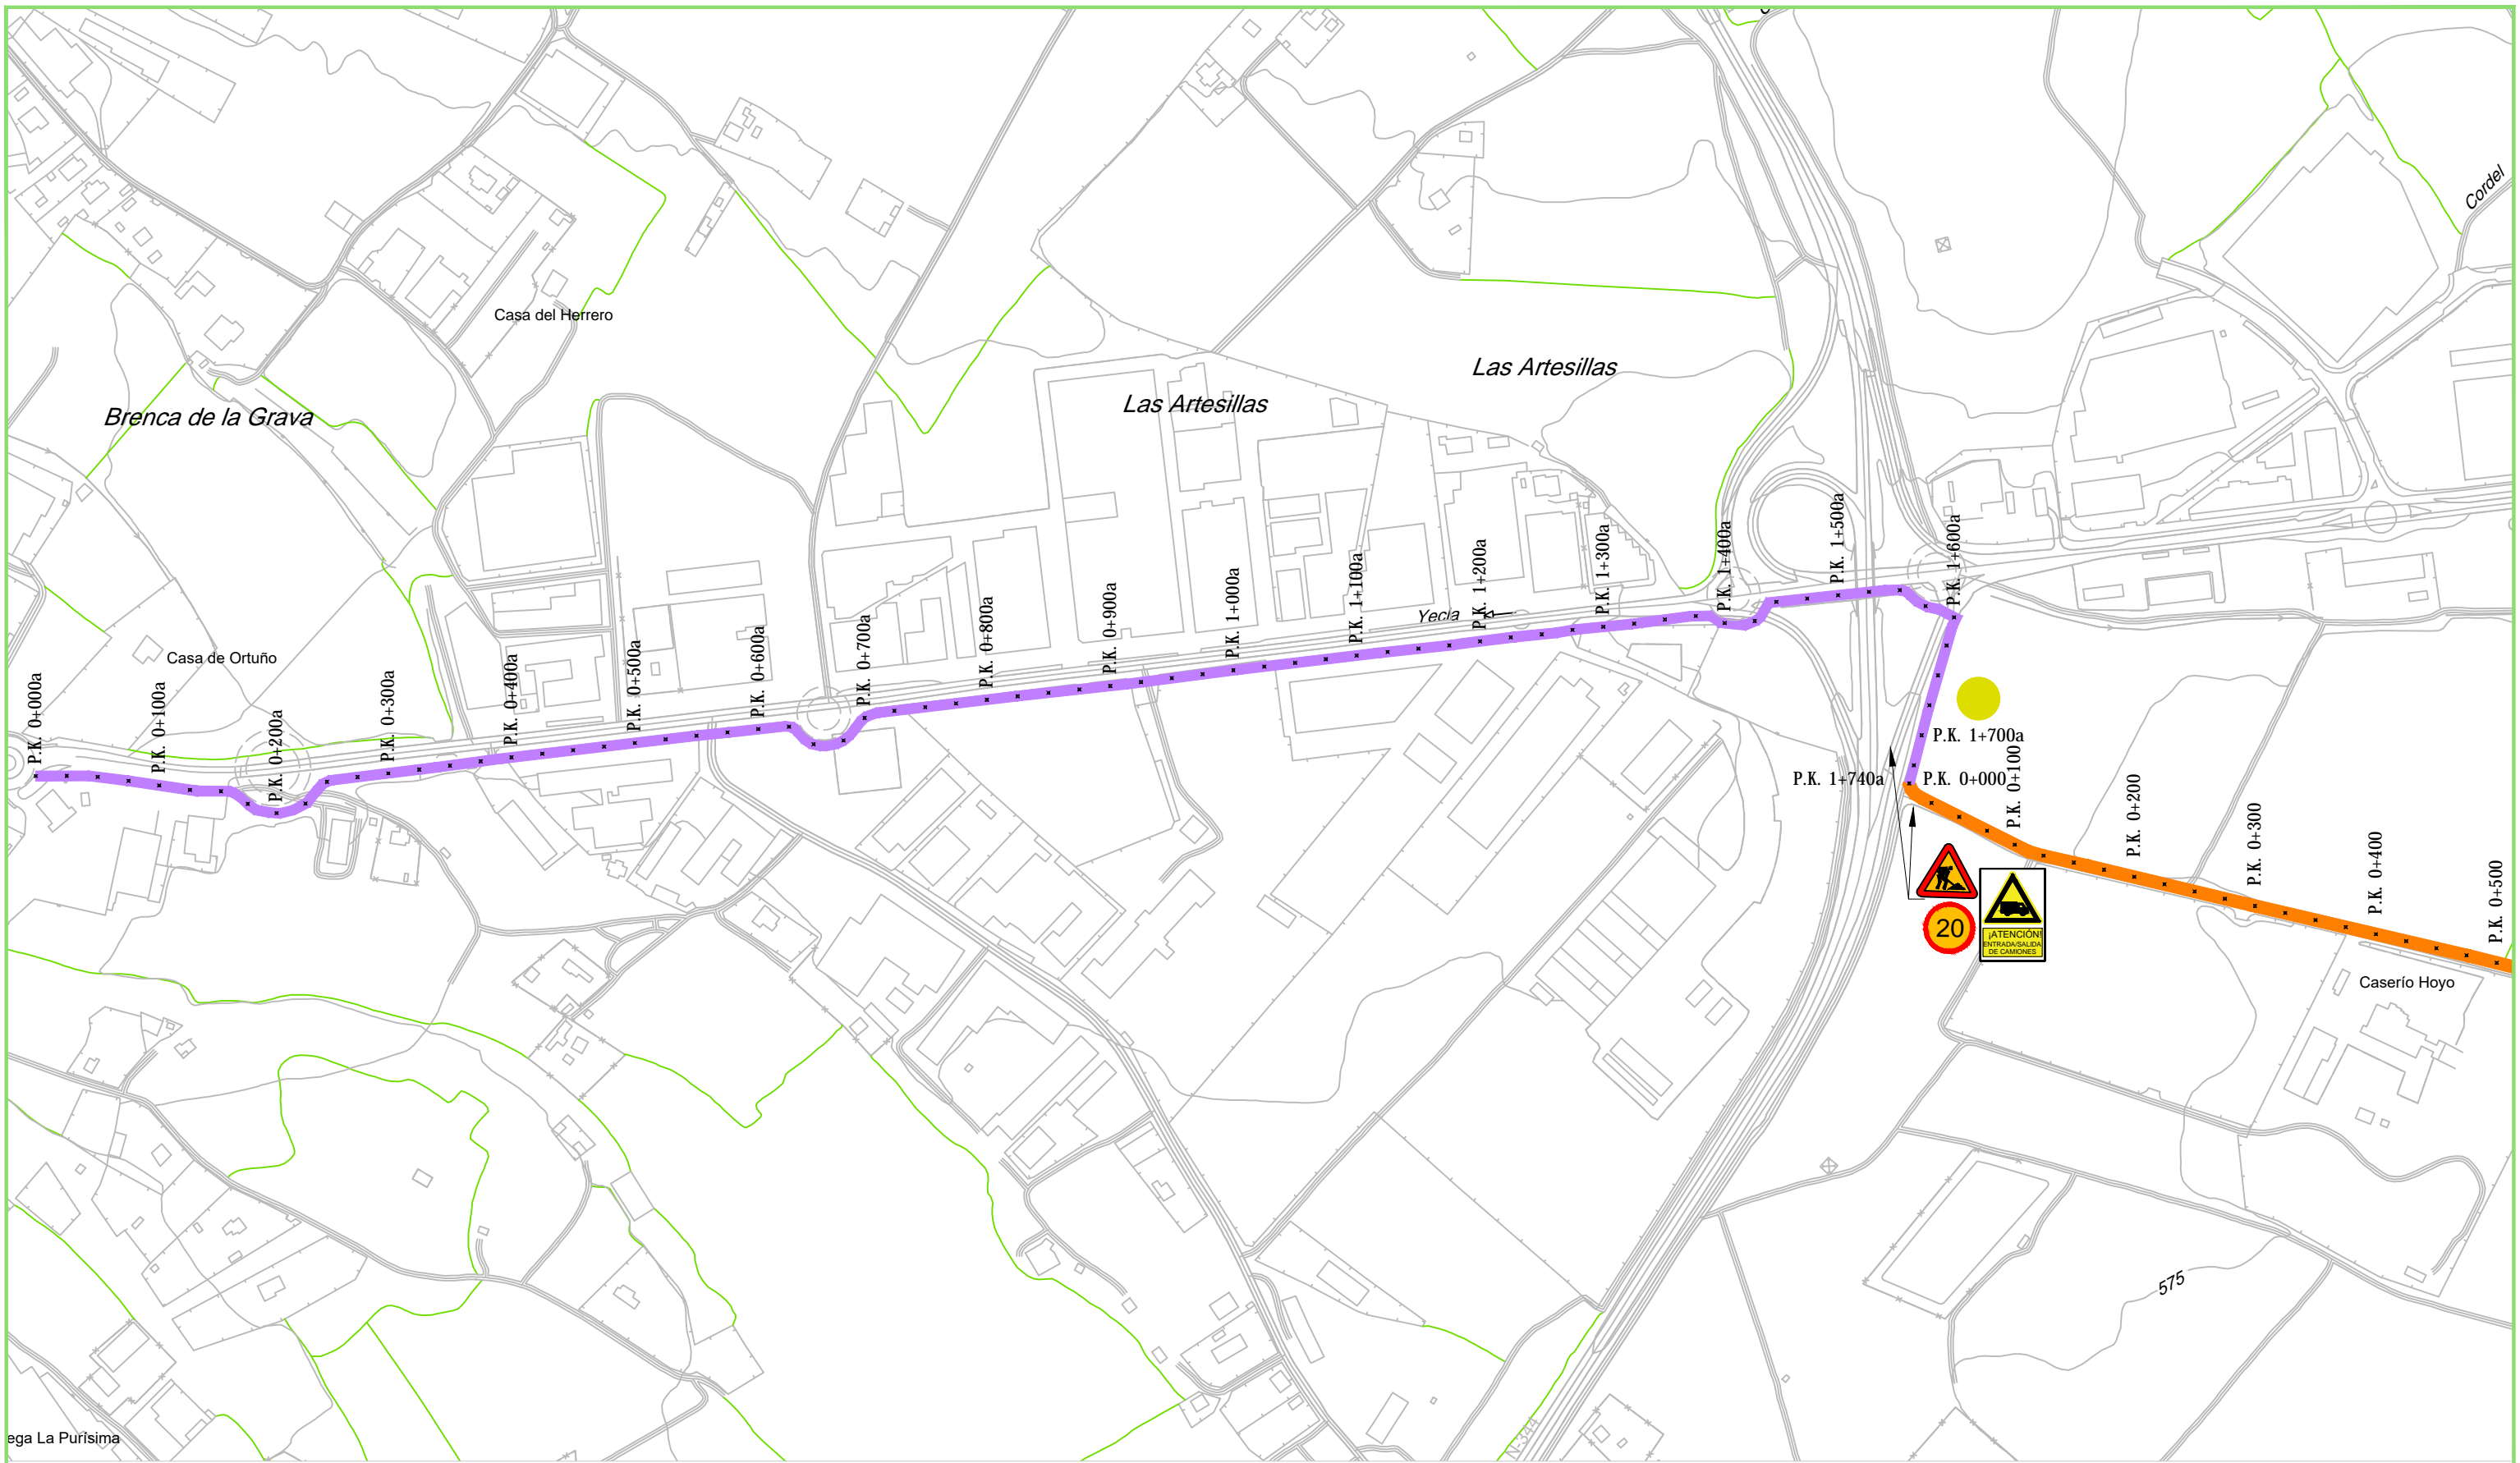 Cordel
Casa del Herrero
Las Artesillas
Las Artesillas
Brenca de la Grava
Yecla
Casa de Ortuño
P.K. 0+000a
P.K. 0+100a
P.K. 0+200a
P.K. 0+300a
P.K. 0+400a
P.K. 0+500a
P.K. 0+600a
P.K. 0+700a
P.K. 0+800a
P.K. 0+900a
P.K. 1+000a
P.K. 1+100a
P.K. 1+200a
P.K. 1+300a
P.K. 1+400a
P.K. 1+500a
P.K. 1+600a
P.K. 1+700a
P.K. 1+740a
P.K. 0+000
P.K. 0+100
P.K. 0+200
P.K. 0+300
P.K. 0+400
P.K. 0+500
20
¡ATENCIÓN!
ENTRADA/SALIDA
DE CAMIONES
Caserío Hoyo
575
N-344
ega La Purísima